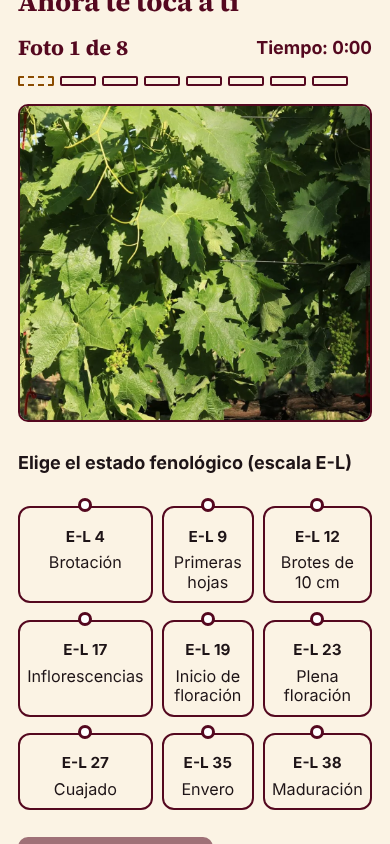 Ahora te toca a ti
Foto 1 de 8
Tiempo: 0:00
Elige el estado fenológico (escala E-L)
E-L 4
Brotación
E-L 9
Primeras
hojas
E-L 12
Brotes de
10 cm
E-L 17
Inflorescencias
E-L 19
Inicio de
floración
E-L 23
Plena
floración
E-L 27
Cuajado
E-L 35
Envero
E-L 38
Maduración